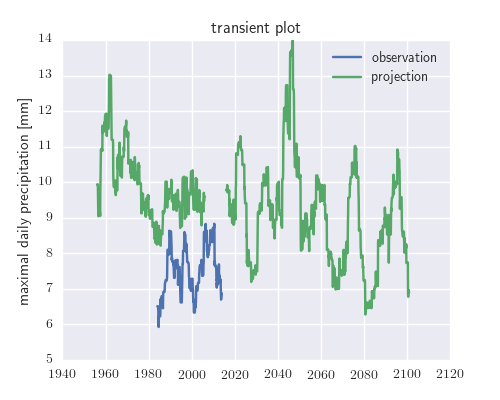 transient plot
maximal daily precipitation [mm]
14
13
12
11
10
9
8
7
6
5
observation
projection
1940 1960 1980 2000 2020 2040 2060 2080 2100 2120